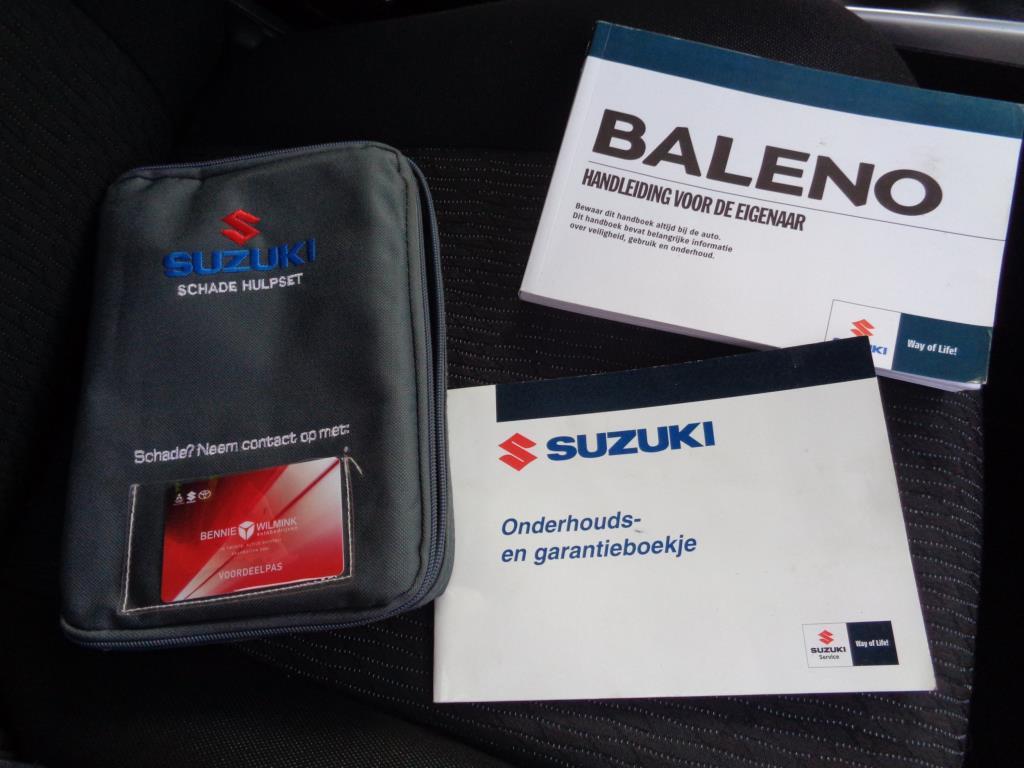 SUZUKI
SCHADE HULPSET
Schade? Neem contact op met:
BENNIE WILMINK
autobedrijven
VOORDEELPAS
BALENO
HANDLEIDING VOOR DE EIGENAAR
Bewaar dit handboek altijd bij de auto.
Dit handboek bevat belangrijke informatie
over veiligheid, gebruik en onderhoud.
Way of Life!
SUZUKI
Onderhouds-
en garantieboekje
SUZUKI
Service
Way of Life!